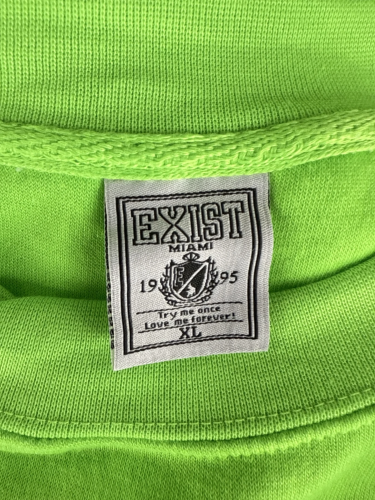 EXIST
MIAMI
19 95
Try me once
Love me forever!
XL